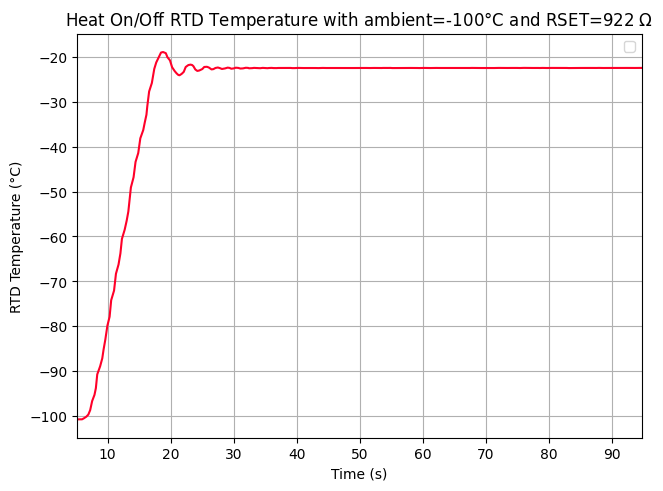 Heat On/Off RTD Temperature with ambient=-100°C and RSET=922 Ω
RTD Temperature (°C)
−20
−30
−40
−50
−60
−70
−80
−90
−100
10 20 30 40 50 60 70 80 90
Time (s)